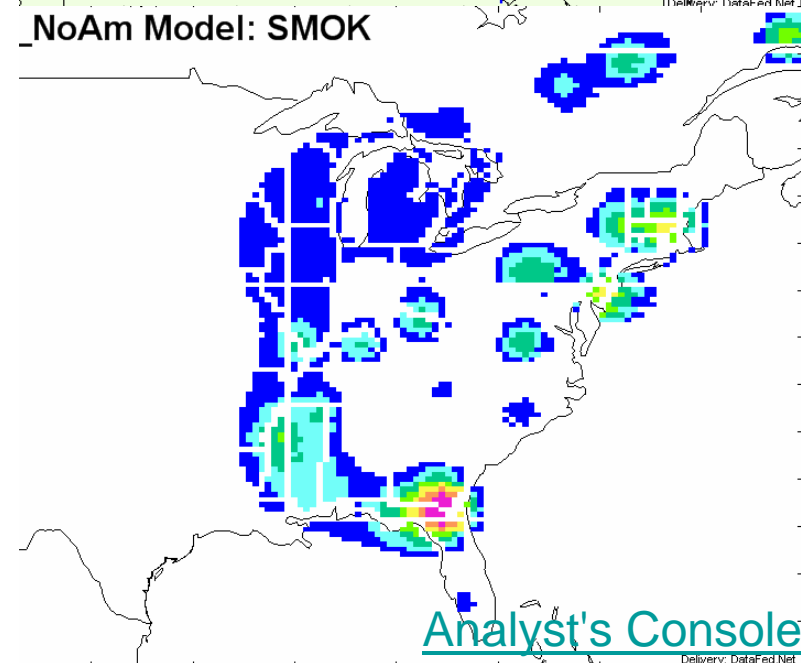 Delivery: DataFed.Net
_NoAm Model: SMOK
Analyst's Console
Delivery: DataFed.Net